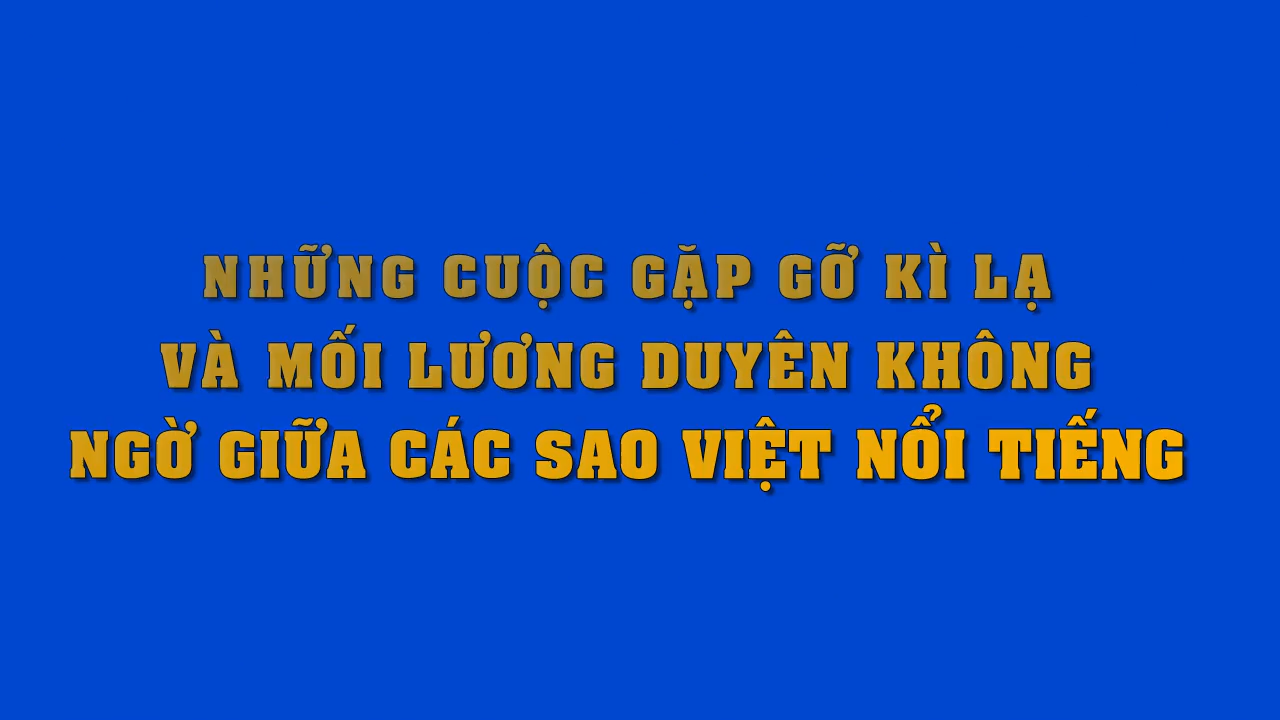 NHỮNG CUỘC GẶP GỠ KÌ LẠ
VÀ MỐI LƯƠNG DUYÊN KHÔNG
NGỜ GIỮA CÁC SAO VIỆT NỔI TIẾNG